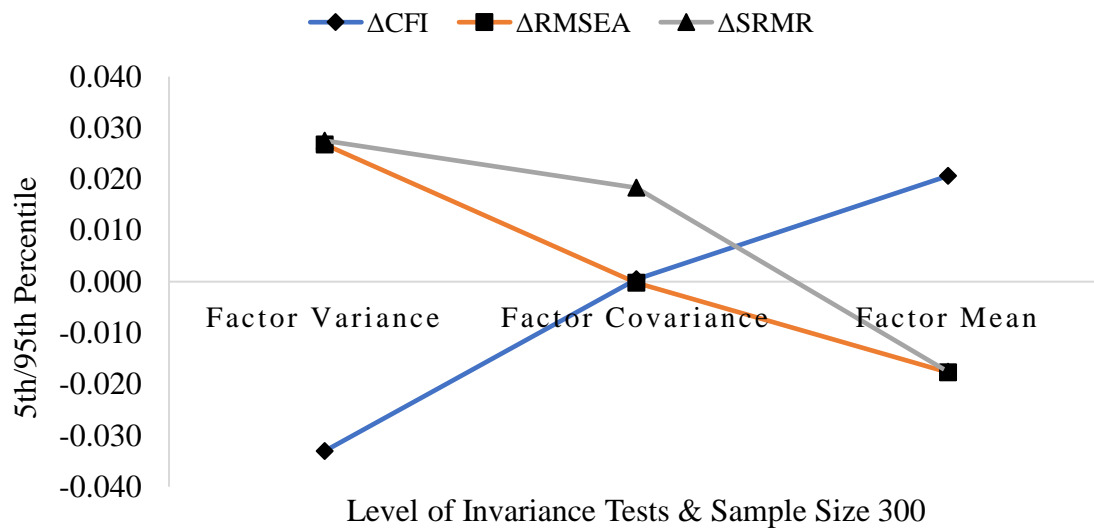 ΔCFI ΔRMSEA ΔSRMR
0.040
0.030
0.020
0.010
0.000
-0.010
-0.020
-0.030
-0.040
5th/95th Percentile
Factor Variance Factor Covariance Factor Mean
Level of Invariance Tests & Sample Size 300